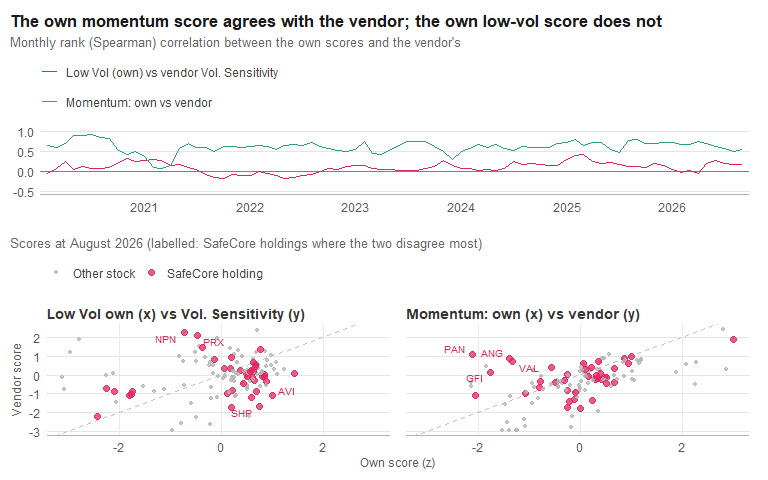 The own momentum score agrees with the vendor; the own low-vol score does not
Monthly rank (Spearman) correlation between the own scores and the vendor's
Low Vol (own) vs vendor Vol. Sensitivity
Momentum: own vs vendor
1.0
0.5
0.0
-0.5
2021 2022 2023 2024 2025 2026
Scores at August 2026 (labelled: SafeCore holdings where the two disagree most)
Other stock SafeCore holding
Low Vol own (x) vs Vol. Sensitivity (y)
Momentum: own (x) vs vendor (y)
Vendor score
2
1
0
-1
-2
-3
NPN
PRX
AVI
SHP
PAN
ANG
VAL
GFI
-2 0 2
-2 0 2
Own score (z)